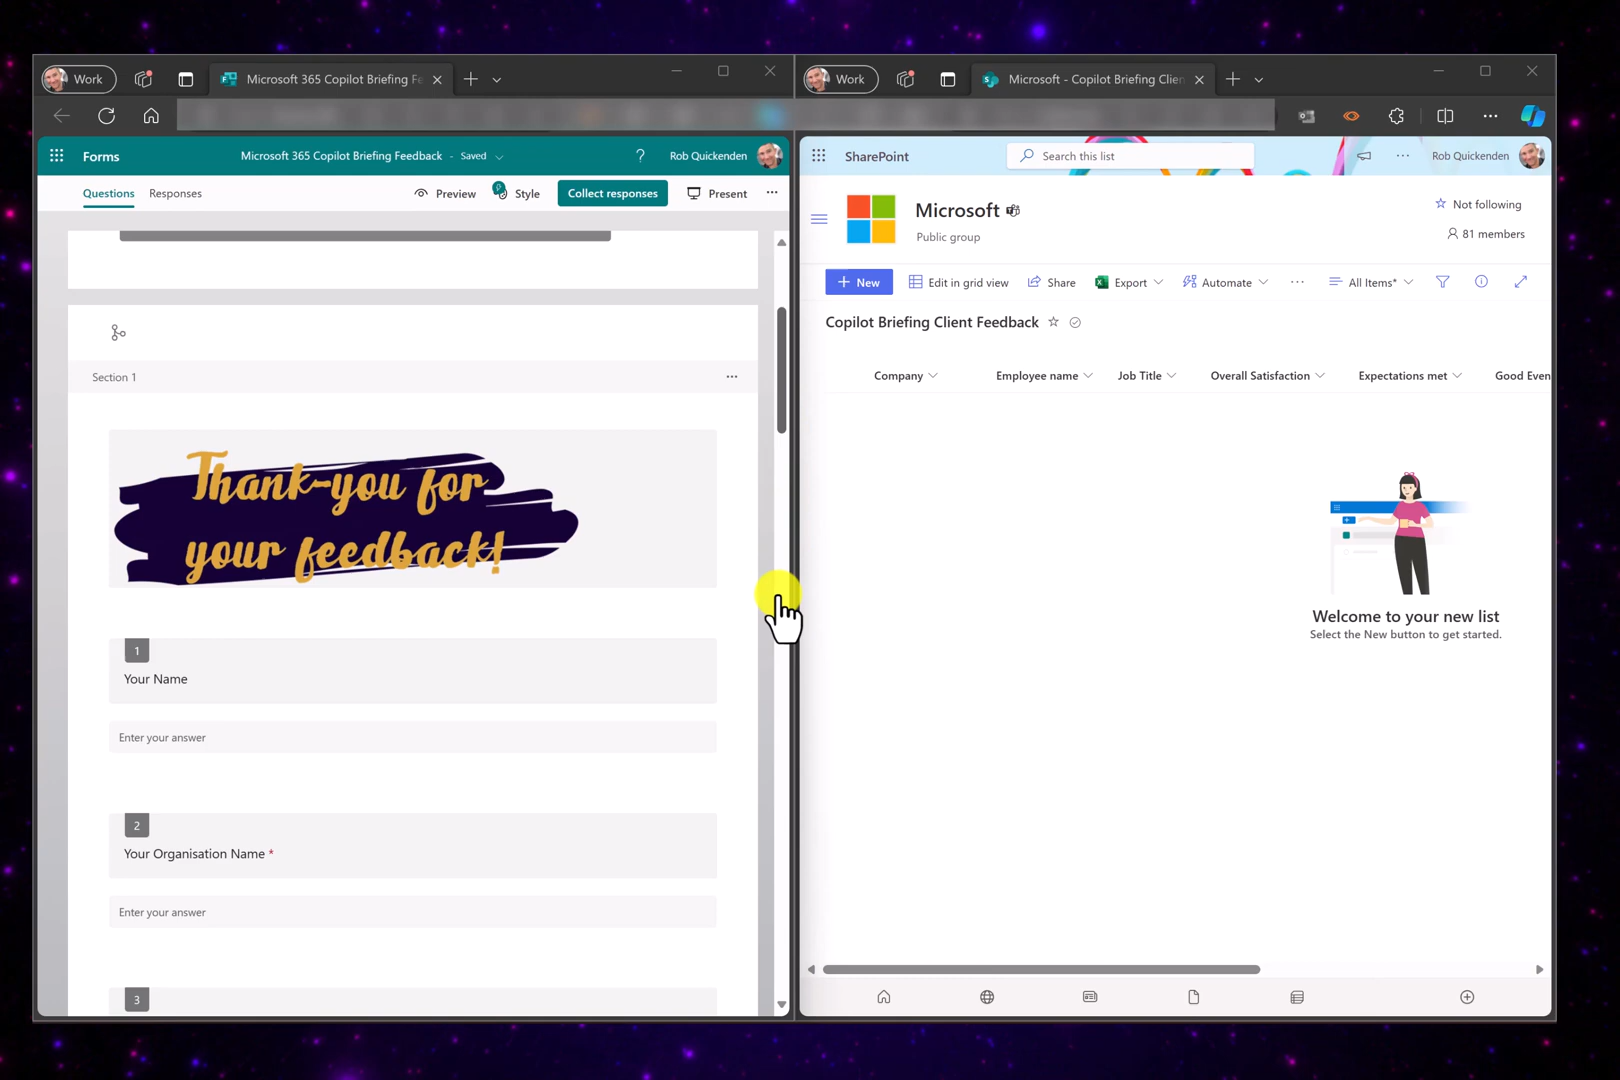 Work
Microsoft 365 Copilot Briefing Fe
Work
Microsoft - Copilot Briefing Clien
Forms
Microsoft 365 Copilot Briefing Feedback - Saved
?
Rob Quickenden
Questions
Responses
Preview
Style
Collect responses
Present
Section 1
Thank-you for
your feedback!
1
Your Name
Enter your answer
2
Your Organisation Name *
Enter your answer
3
SharePoint
Search this list
Rob Quickenden
Microsoft
Public group
Not following
81 members
New
Edit in grid view
Share
Export
Automate
All Items*
Copilot Briefing Client Feedback
Company
Employee name
Job Title
Overall Satisfaction
Expectations met
Good Even
Welcome to your new list
Select the New button to get started.